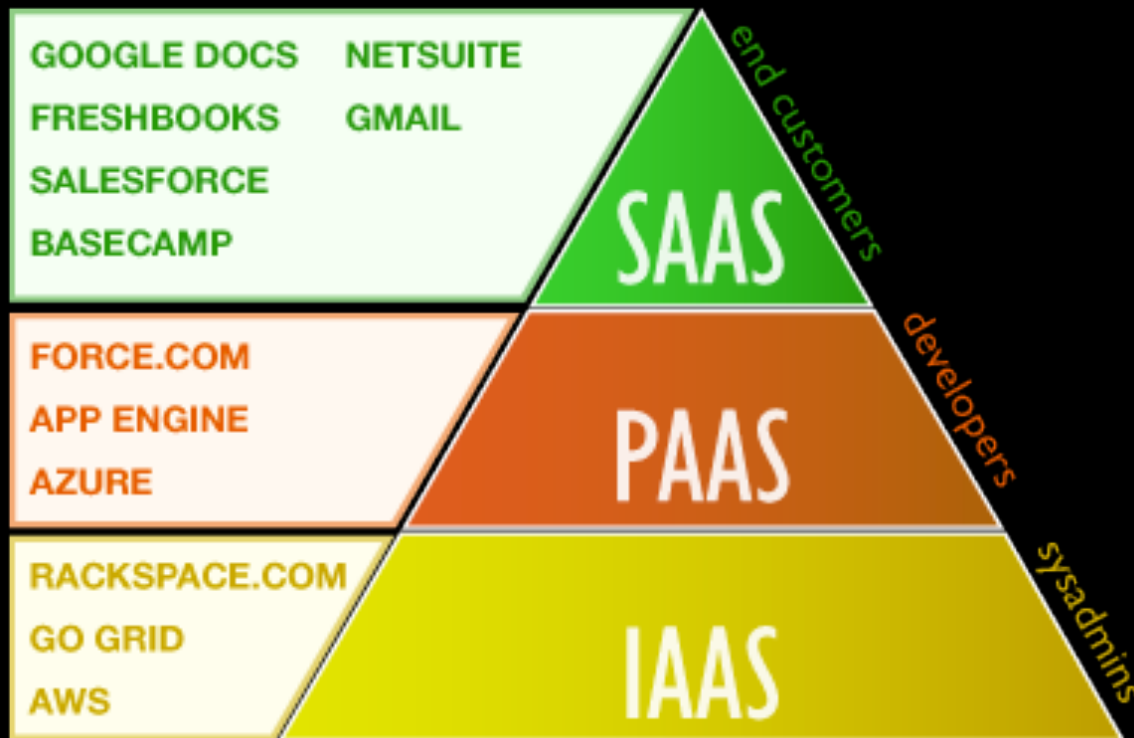 GOOGLE DOCS NETSUITE
FRESHBOOKS GMAIL
SALESFORCE
BASECAMP
SAAS
end customers
FORCE.COM
APP ENGINE
AZURE
PAAS
developers
RACKSPACE.COM
GO GRID
AWS
IAAS
sysadmins